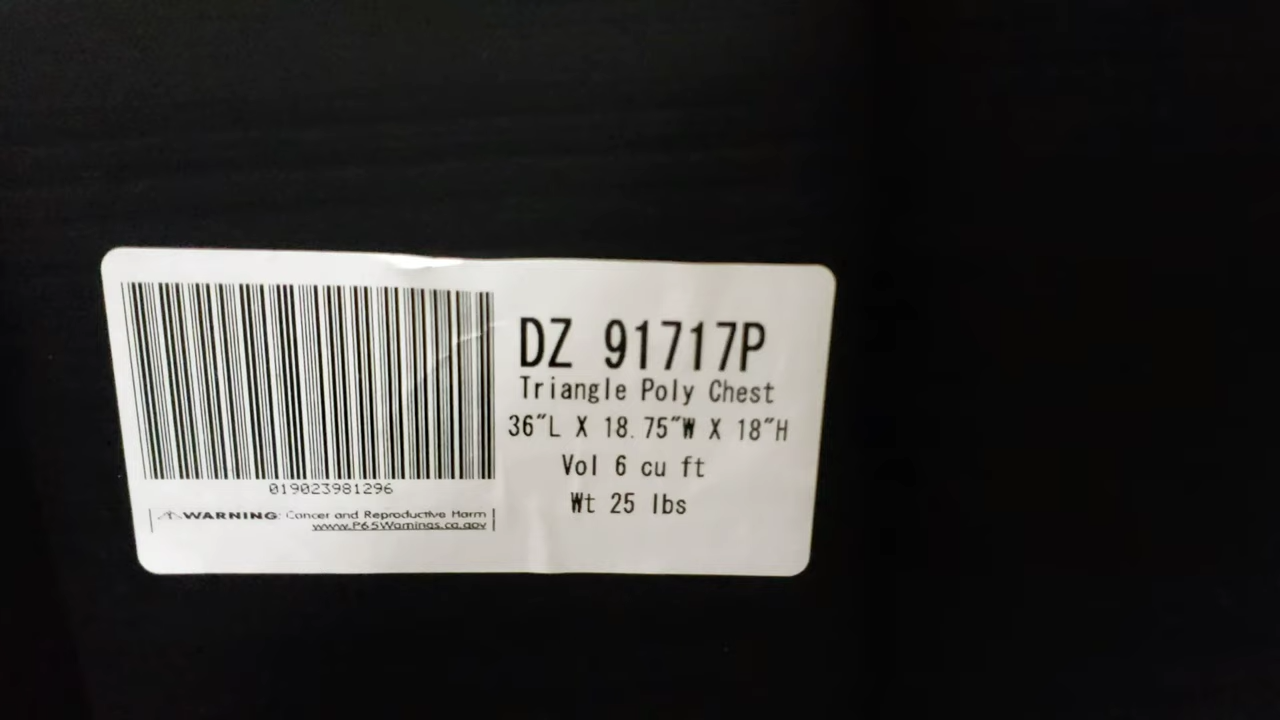 DZ 91717P
Triangle Poly Chest
36"L X 18.75"W X 18"H
Vol 6 cu ft
Wt 25 lbs
019023981296
WARNING: Cancer and Reproductive Harm
www.P65Warnings.ca.gov